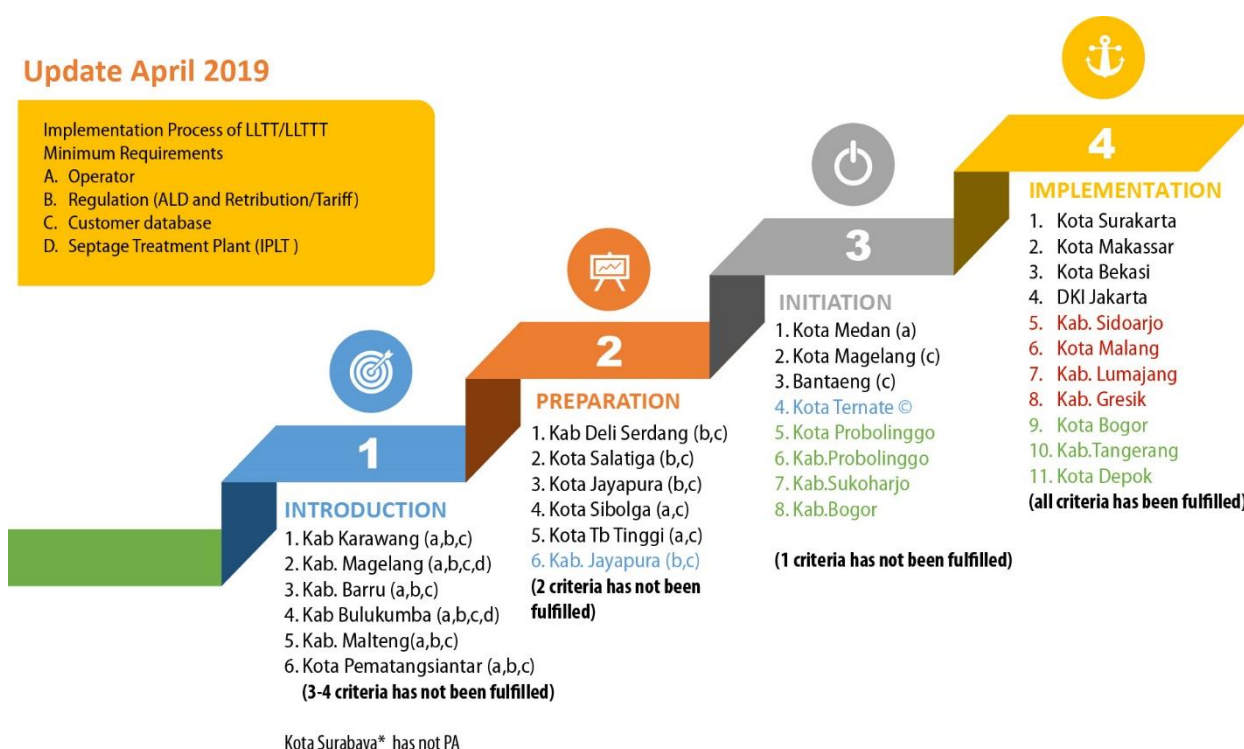 Update April 2019
Implementation Process of LLTT/LLTTT
Minimum Requirements
A. Operator
B. Regulation (ALD and Retribution/Tariff)
C. Customer database
D. Septage Treatment Plant (IPLT )
1
INTRODUCTION
1. Kab Karawang (a,b,c)
2. Kab. Magelang (a,b,c,d)
3. Kab. Barru (a,b,c)
4. Kab Bulukumba (a,b,c,d)
5. Kab. Malteng(a,b,c)
6. Kota Pematangsiantar (a,b,c)
(3-4 criteria has not been fulfilled)
Kota Surabaya* has not PA
2
PREPARATION
1. Kab Deli Serdang (b,c)
2. Kota Salatiga (b,c)
3. Kota Jayapura (b,c)
4. Kota Sibolga (a,c)
5. Kota Tb Tinggi (a,c)
6. Kab. Jayapura (b,c)
(2 criteria has not been
fulfilled)
3
INITIATION
1. Kota Medan (a)
2. Kota Magelang (c)
3. Bantaeng (c)
4. Kota Ternate ©
5. Kota Probolinggo
6. Kab.Probolinggo
7. Kab.Sukoharjo
8. Kab.Bogor
(1 criteria has not been fulfilled)
4
IMPLEMENTATION
1. Kota Surakarta
2. Kota Makassar
3. Kota Bekasi
4. DKI Jakarta
5. Kab. Sidoarjo
6. Kota Malang
7. Kab. Lumajang
8. Kab. Gresik
9. Kota Bogor
10. Kab.Tangerang
11. Kota Depok
(all criteria has been fulfilled)